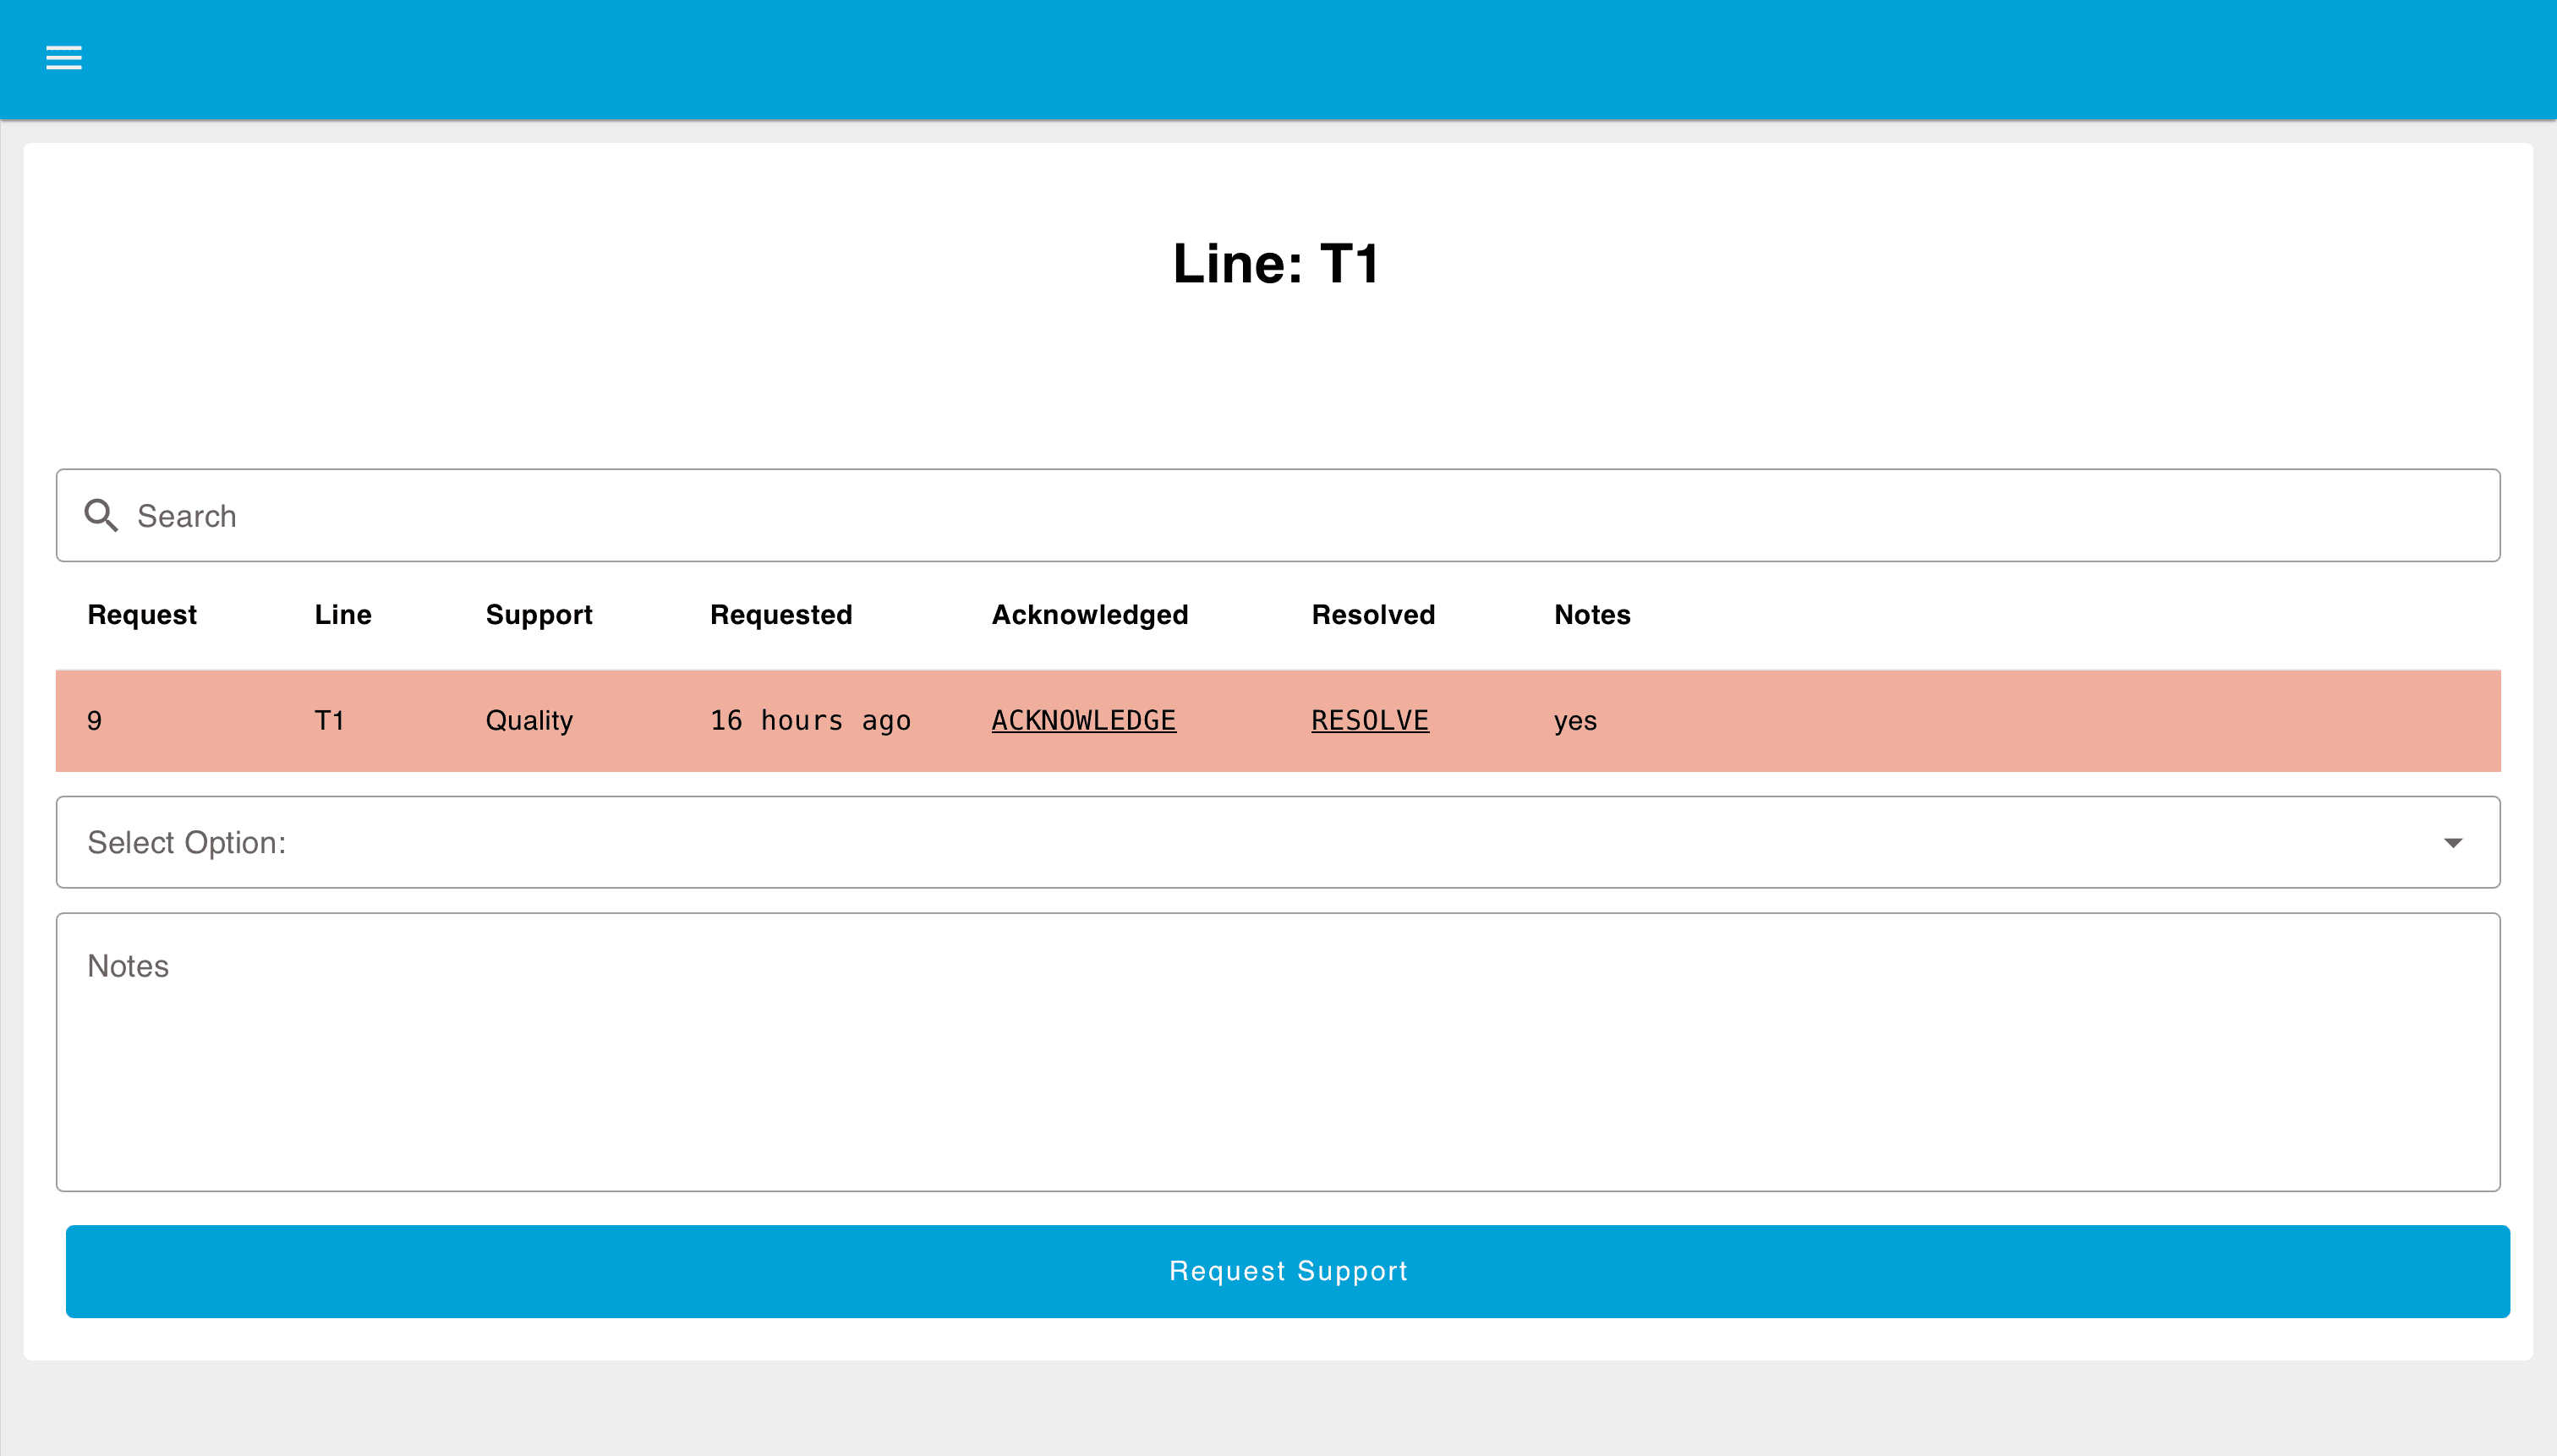 Line: T1
Search
Request Line Support Requested Acknowledged Resolved Notes
9 T1 Quality 16 hours ago ACKNOWLEDGE RESOLVE yes
Select Option:
Notes
Request Support